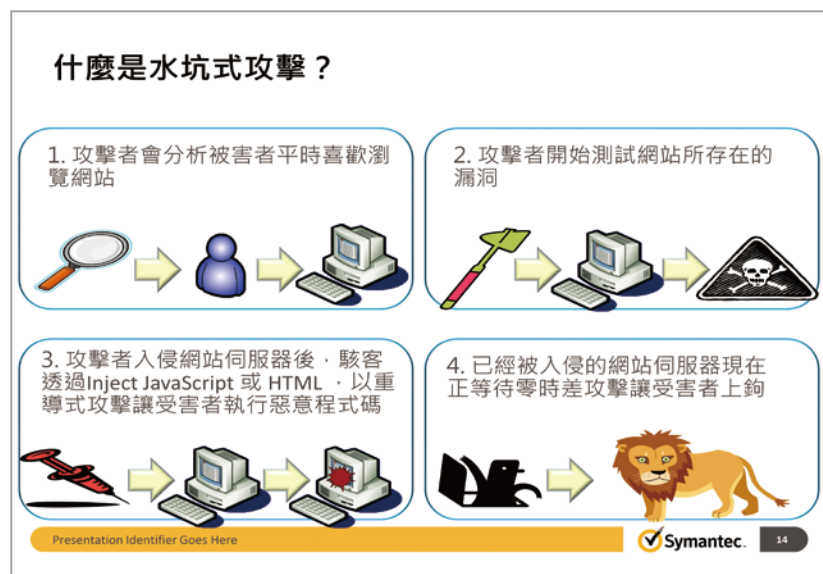 什麼是水坑式攻擊？
1. 攻擊者會分析被害者平時喜歡瀏
覽網站
2. 攻擊者開始測試網站所存在的
漏洞
3. 攻擊者入侵網站伺服器後，駭客
透過Inject JavaScript 或 HTML ，以重
導式攻擊讓受害者執行惡意程式碼
4. 已經被入侵的網站伺服器現在
正等待零時差攻擊讓受害者上鉤
Presentation Identifier Goes Here
Symantec.
14